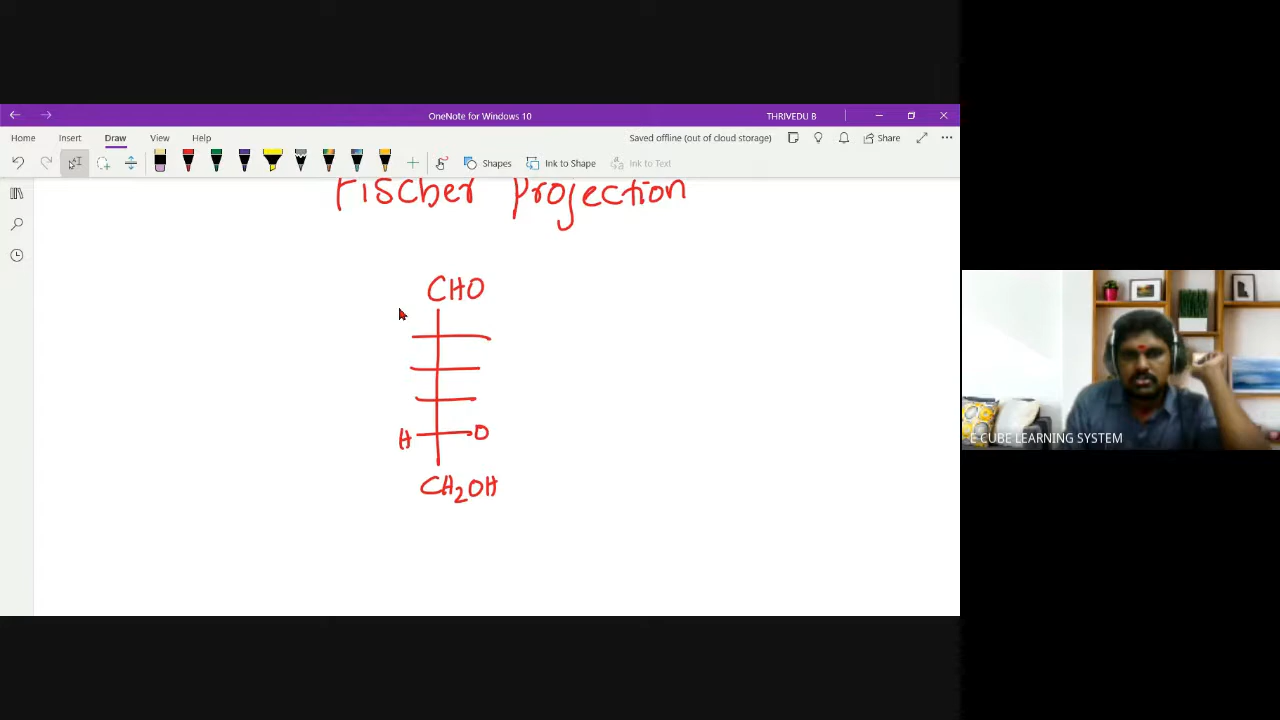 OneNote for Windows 10
THRIVEDU B
Home Insert Draw View Help
Saved offline (out of cloud storage)
Share
Shapes
Ink to Shape
Ink to Text
Fischer Projection
CHO
H O
CH2OH
E CUBE LEARNING SYSTEM